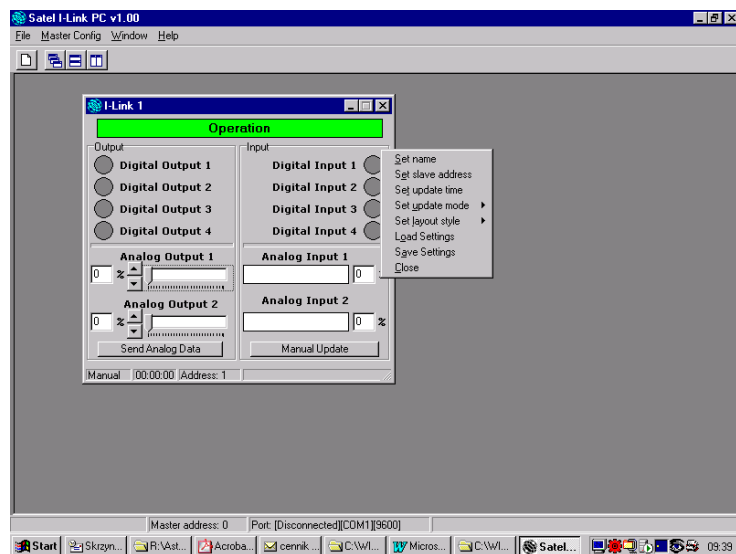 Satel I-Link PC v1.00
File Master Config Window Help
I-Link 1
Operation
Output
Input
Digital Output 1
Digital Input 1
Digital Output 2
Digital Input 2
Digital Output 3
Digital Input 3
Digital Output 4
Digital Input 4
Analog Output 1
Analog Input 1
0 %
0
Analog Output 2
Analog Input 2
0 %
0 %
Send Analog Data
Manual Update
Manual 00:00:00 Address: 1
Set name
Set slave address
Set update time
Set update mode
Set layout style
Load Settings
Save Settings
Close
Master address: 0 Port: [Disconnected][COM1][9600]
Start Skrzyn... R:\Ast... Acroba... cennik ... C:\WI... Micros... C:\WI... Satel... 09:39